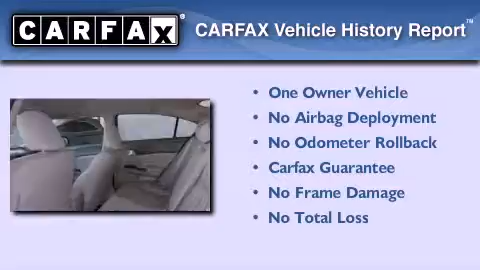 CARFAX® CARFAX Vehicle History Report™
One Owner Vehicle
No Airbag Deployment
No Odometer Rollback
Carfax Guarantee
No Frame Damage
No Total Loss